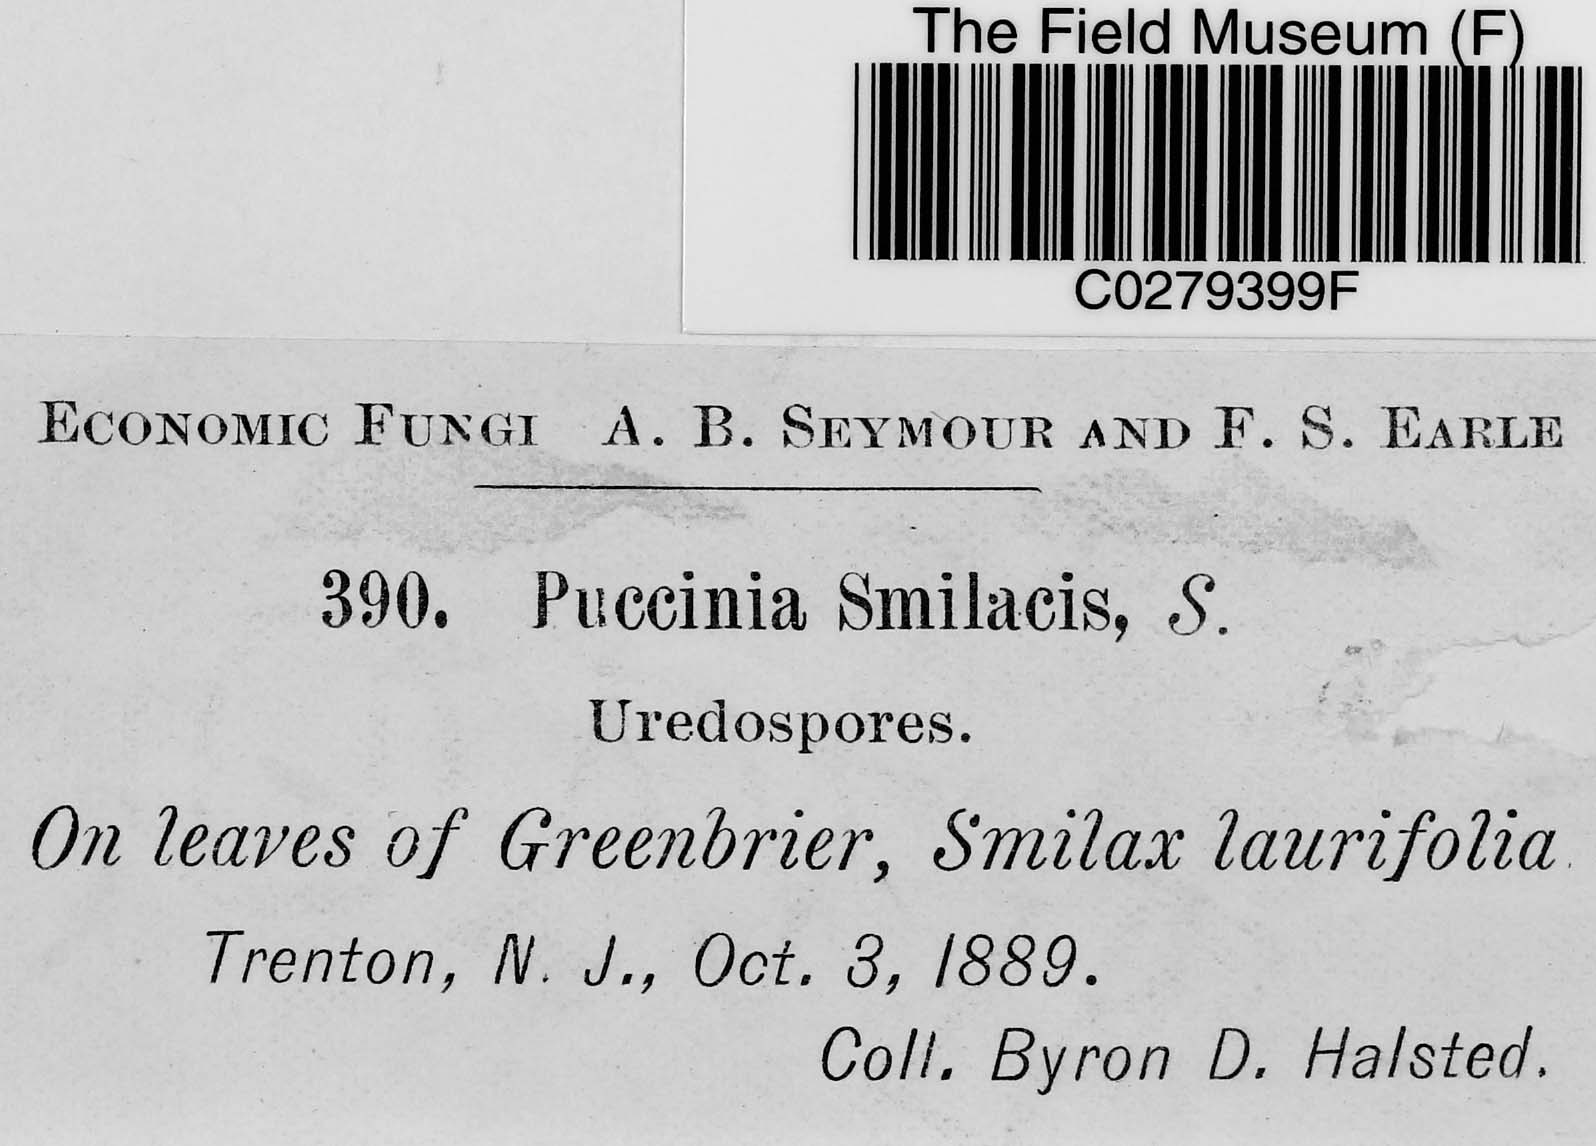 The Field Museum (F)
C0279399F
ECONOMIC FUNGI A. B. SEYMOUR AND F. S. EARLE
390. Puccinia Smilacis, S.
Uredospores.
On leaves of Greenbrier, Smilax laurifolia.
Trenton, N. J., Oct. 3, 1889.
Coll. Byron D. Halsted.